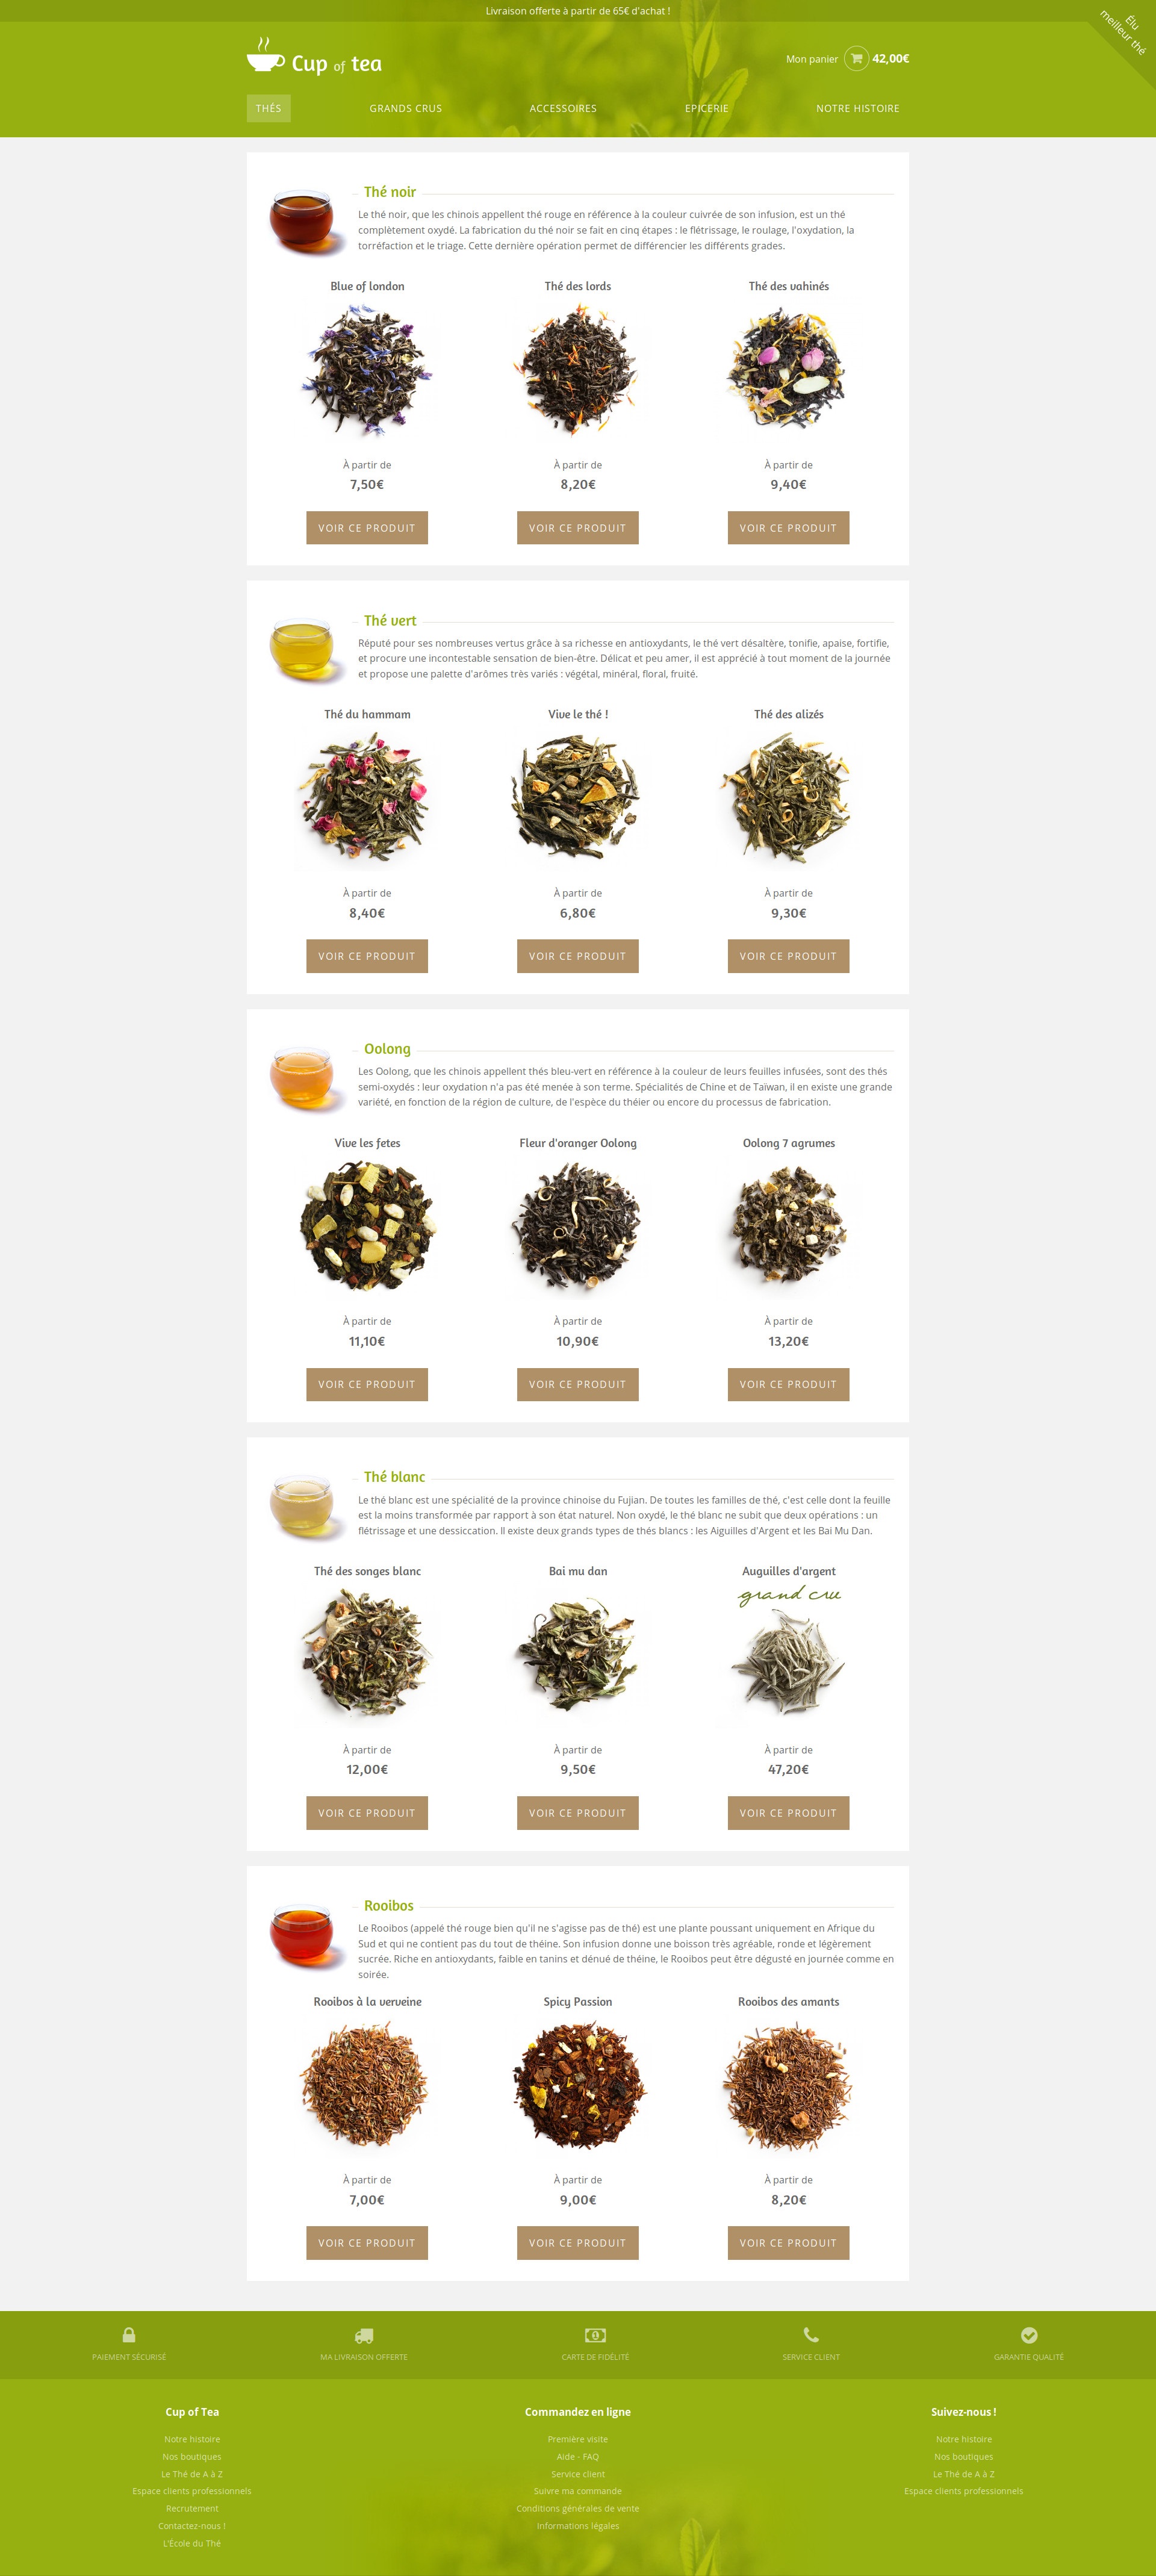 Livraison offerte à partir de 65€ d'achat !
Élu
meilleur thé
Cup of tea
Mon panier 42,00€
THÉS GRANDS CRUS ACCESSOIRES EPICERIE NOTRE HISTOIRE
Thé noir
Le thé noir, que les chinois appellent thé rouge en référence à la couleur cuivrée de son infusion, est un thé
complètement oxydé. La fabrication du thé noir se fait en cinq étapes : le flétrissage, le roulage, l'oxydation, la
torréfaction et le triage. Cette dernière opération permet de différencier les différents grades.
Blue of london Thé des lords Thé des vahinés
À partir de À partir de À partir de
7,50€ 8,20€ 9,40€
VOIR CE PRODUIT VOIR CE PRODUIT VOIR CE PRODUIT
Thé vert
Réputé pour ses nombreuses vertus grâce à sa richesse en antioxydants, le thé vert désaltère, tonifie, apaise, fortifie,
et procure une incontestable sensation de bien-être. Délicat et peu amer, il est apprécié à tout moment de la journée
et propose une palette d'arômes très variés : végétal, minéral, floral, fruité.
Thé du hammam Vive le thé ! Thé des alizés
À partir de À partir de À partir de
8,40€ 6,80€ 9,30€
VOIR CE PRODUIT VOIR CE PRODUIT VOIR CE PRODUIT
Oolong
Les Oolong, que les chinois appellent thés bleu-vert en référence à la couleur de leurs feuilles infusées, sont des thés
semi-oxydés : leur oxydation n'a pas été menée à son terme. Spécialités de Chine et de Taïwan, il en existe une grande
variété, en fonction de la région de culture, de l'espèce du théier ou encore du processus de fabrication.
Vive les fetes Fleur d'oranger Oolong Oolong 7 agrumes
À partir de À partir de À partir de
11,10€ 10,90€ 13,20€
VOIR CE PRODUIT VOIR CE PRODUIT VOIR CE PRODUIT
Thé blanc
Le thé blanc est une spécialité de la province chinoise du Fujian. De toutes les familles de thé, c'est celle dont la feuille
est la moins transformée par rapport à son état naturel. Non oxydé, le thé blanc ne subit que deux opérations : un
flétrissage et une dessiccation. Il existe deux grands types de thés blancs : les Aiguilles d'Argent et les Bai Mu Dan.
Thé des songes blanc Bai mu dan Auguilles d'argent
grand cru
À partir de À partir de À partir de
12,00€ 9,50€ 47,20€
VOIR CE PRODUIT VOIR CE PRODUIT VOIR CE PRODUIT
Rooibos
Le Rooibos (appelé thé rouge bien qu'il ne s'agisse pas de thé) est une plante poussant uniquement en Afrique du
Sud et qui ne contient pas du tout de théine. Son infusion donne une boisson très agréable, ronde et légèrement
sucrée. Riche en antioxydants, faible en tanins et dénué de théine, le Rooibos peut être dégusté en journée comme en
soirée.
Rooibos à la verveine Spicy Passion Rooibos des amants
À partir de À partir de À partir de
7,00€ 9,00€ 8,20€
VOIR CE PRODUIT VOIR CE PRODUIT VOIR CE PRODUIT
PAIEMENT SÉCURISÉ MA LIVRAISON OFFERTE CARTE DE FIDÉLITÉ SERVICE CLIENT GARANTIE QUALITÉ
Cup of Tea
Notre histoire
Nos boutiques
Le Thé de A à Z
Espace clients professionnels
Recrutement
Contactez-nous !
L'École du Thé
Commandez en ligne
Première visite
Aide - FAQ
Service client
Suivre ma commande
Conditions générales de vente
Informations légales
Suivez-nous !
Notre histoire
Nos boutiques
Le Thé de A à Z
Espace clients professionnels